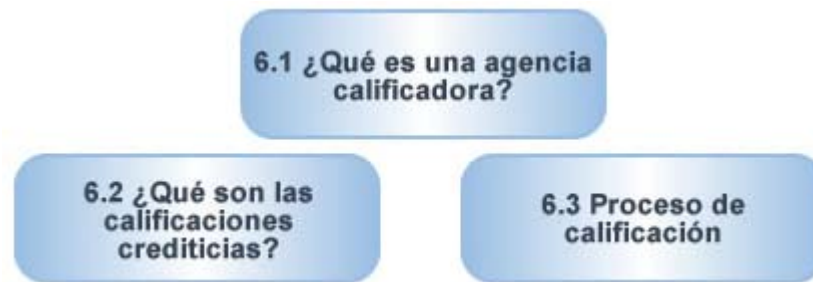 6.1 ¿Qué es una agencia
calificadora?
6.2 ¿Qué son las
calificaciones
crediticias?
6.3 Proceso de
calificación